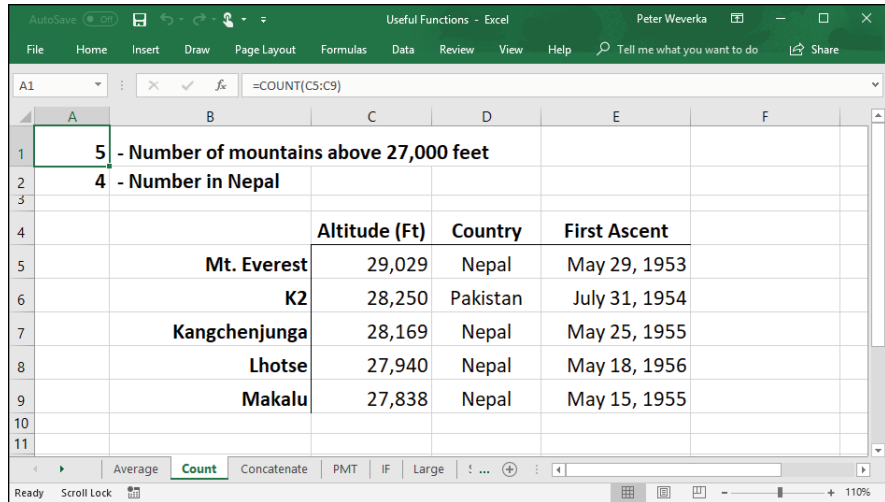 AutoSave Off Useful Functions - Excel Peter Weverka
File Home Insert Draw Page Layout Formulas Data Review View Help Tell me what you want to do Share
A1 fx =COUNT(C5:C9)
A B C D E F
1 5 - Number of mountains above 27,000 feet
2 4 - Number in Nepal
3
4 Altitude (Ft) Country First Ascent
5 Mt. Everest 29,029 Nepal May 29, 1953
6 K2 28,250 Pakistan July 31, 1954
7 Kangchenjunga 28,169 Nepal May 25, 1955
8 Lhotse 27,940 Nepal May 18, 1956
9 Makalu 27,838 Nepal May 15, 1955
10
11
Average Count Concatenate PMT IF Large ...
Ready Scroll Lock 110%